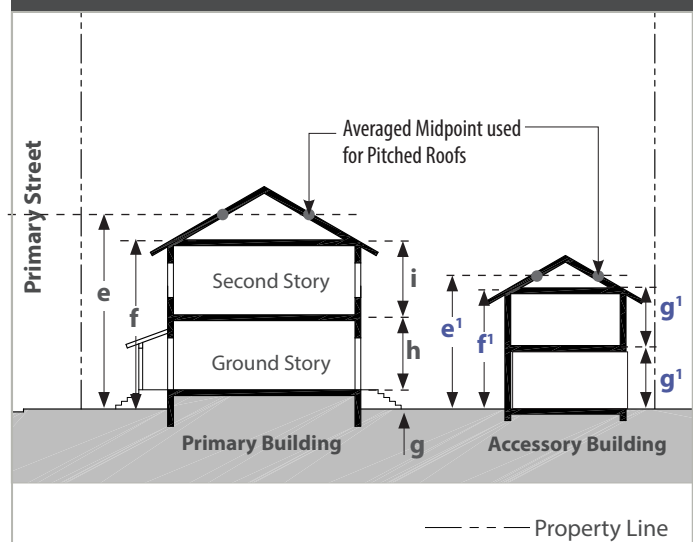 Averaged Midpoint used
for Pitched Roofs
Primary Street
e
f
Second Story
i
Ground Story
h
g
e¹
f¹
g¹
g¹
Primary Building
Accessory Building
Property Line